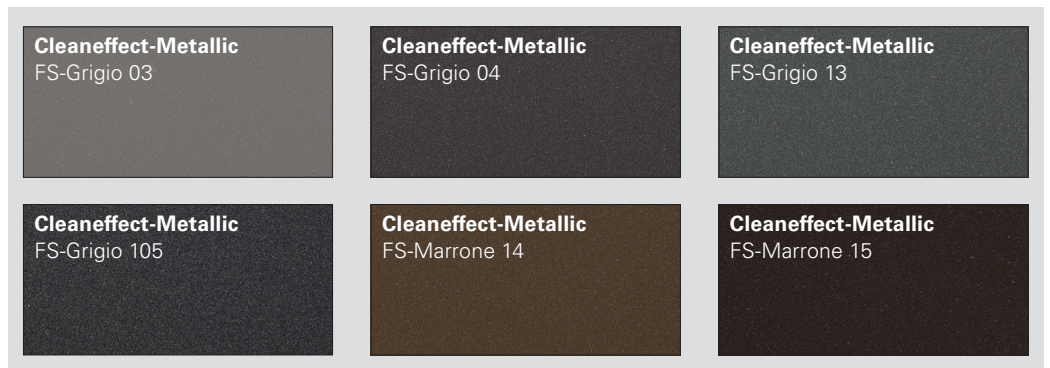 Cleaneffect-Metallic
FS-Grigio 03
Cleaneffect-Metallic
FS-Grigio 04
Cleaneffect-Metallic
FS-Grigio 13
Cleaneffect-Metallic
FS-Grigio 105
Cleaneffect-Metallic
FS-Marrone 14
Cleaneffect-Metallic
FS-Marrone 15